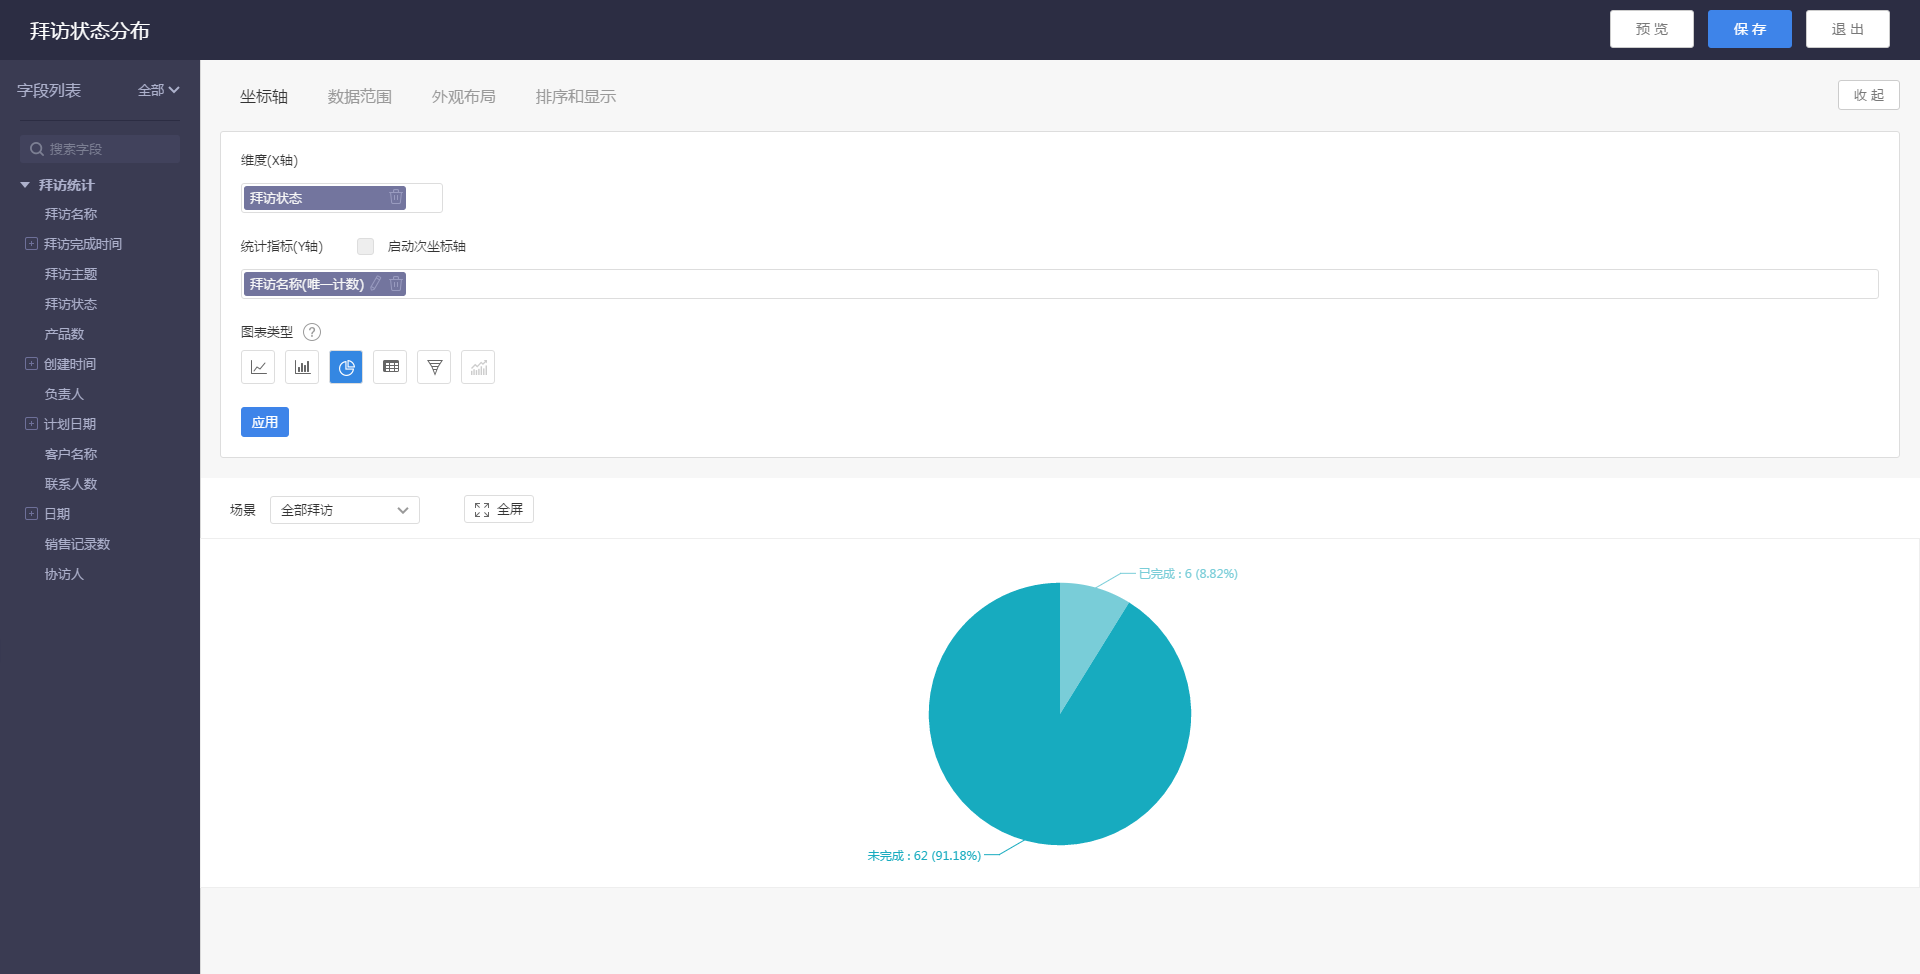 拜访状态分布
预 览
保 存
退 出
字段列表
全部
搜索字段
拜访统计
拜访名称
拜访完成时间
拜访主题
拜访状态
产品数
创建时间
负责人
计划日期
客户名称
联系人数
日期
销售记录数
协访人
坐标轴
数据范围
外观布局
排序和显示
收 起
维度(X轴)
拜访状态
统计指标(Y轴)
启动次坐标轴
拜访名称(唯一计数)
图表类型
?
应用
场景
全部拜访
全屏
已完成 : 6 (8.82%)
未完成 : 62 (91.18%)